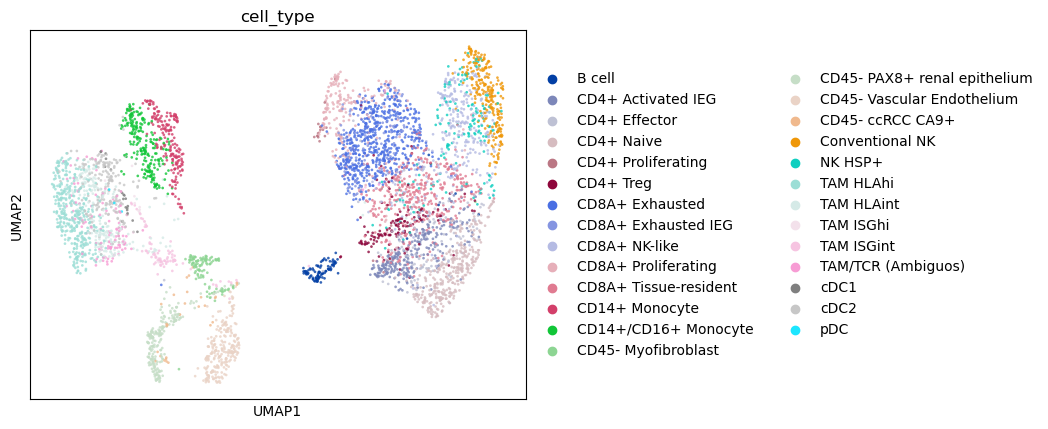 cell_type
UMAP2
UMAP1
B cell
CD4+ Activated IEG
CD4+ Effector
CD4+ Naive
CD4+ Proliferating
CD4+ Treg
CD8A+ Exhausted
CD8A+ Exhausted IEG
CD8A+ NK-like
CD8A+ Proliferating
CD8A+ Tissue-resident
CD14+ Monocyte
CD14+/CD16+ Monocyte
CD45- Myofibroblast
CD45- PAX8+ renal epithelium
CD45- Vascular Endothelium
CD45- ccRCC CA9+
Conventional NK
NK HSP+
TAM HLAhi
TAM HLAint
TAM ISGhi
TAM ISGint
TAM/TCR (Ambiguos)
cDC1
cDC2
pDC